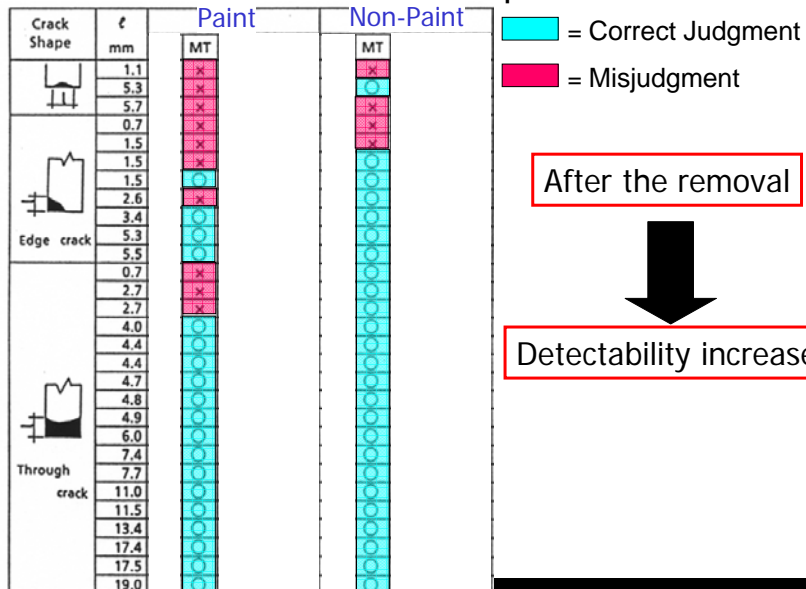 Crack Shape ℓ mm Paint Non-Paint
MT MT
1.1 × ×
5.3 × ○
5.7 × ×
0.7 × ×
1.5 × ×
1.5 × ○
1.5 ○ ○
2.6 × ○
3.4 ○ ○
5.3 ○ ○
Edge crack
5.5 ○ ○
0.7 × ○
2.7 × ○
2.7 × ○
4.0 ○ ○
4.4 ○ ○
4.4 ○ ○
4.7 ○ ○
4.8 ○ ○
4.9 ○ ○
6.0 ○ ○
7.4 ○ ○
Through
crack
7.7 ○ ○
11.0 ○ ○
11.5 ○ ○
13.4 ○ ○
17.4 ○ ○
17.5 ○ ○
19.0 ○ ○
= Correct Judgment
= Misjudgment
After the removal
Detectability increase